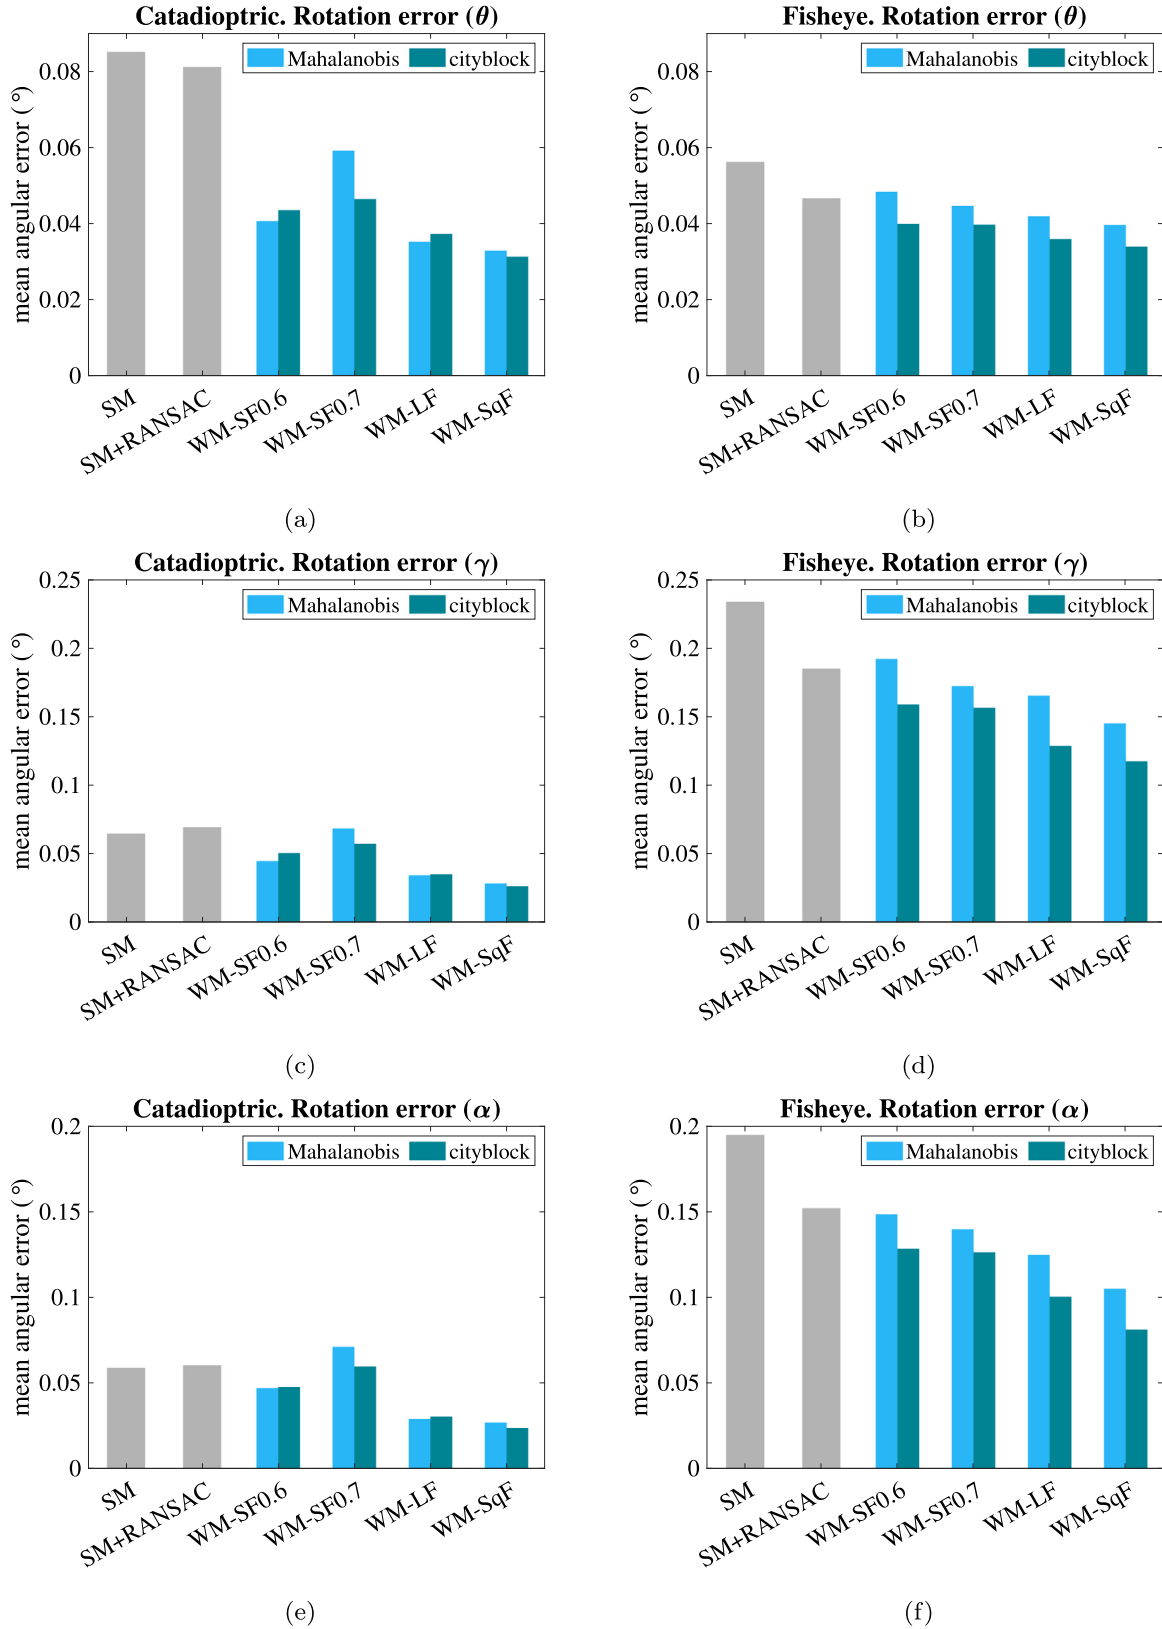 Catadioptric. Rotation error (θ)
mean angular error (°)
0.08
0.06
0.04
0.02
0
Mahalanobis cityblock
SM
SM+RANSAC
WM-SF0.6
WM-SF0.7
WM-LF
WM-SqF
(a)
Fisheye. Rotation error (θ)
mean angular error (°)
0.08
0.06
0.04
0.02
0
Mahalanobis cityblock
SM
SM+RANSAC
WM-SF0.6
WM-SF0.7
WM-LF
WM-SqF
(b)
Catadioptric. Rotation error (γ)
mean angular error (°)
0.25
0.2
0.15
0.1
0.05
0
Mahalanobis cityblock
SM
SM+RANSAC
WM-SF0.6
WM-SF0.7
WM-LF
WM-SqF
(c)
Fisheye. Rotation error (γ)
mean angular error (°)
0.25
0.2
0.15
0.1
0.05
0
Mahalanobis cityblock
SM
SM+RANSAC
WM-SF0.6
WM-SF0.7
WM-LF
WM-SqF
(d)
Catadioptric. Rotation error (α)
mean angular error (°)
0.2
0.15
0.1
0.05
0
Mahalanobis cityblock
SM
SM+RANSAC
WM-SF0.6
WM-SF0.7
WM-LF
WM-SqF
(e)
Fisheye. Rotation error (α)
mean angular error (°)
0.2
0.15
0.1
0.05
0
Mahalanobis cityblock
SM
SM+RANSAC
WM-SF0.6
WM-SF0.7
WM-LF
WM-SqF
(f)